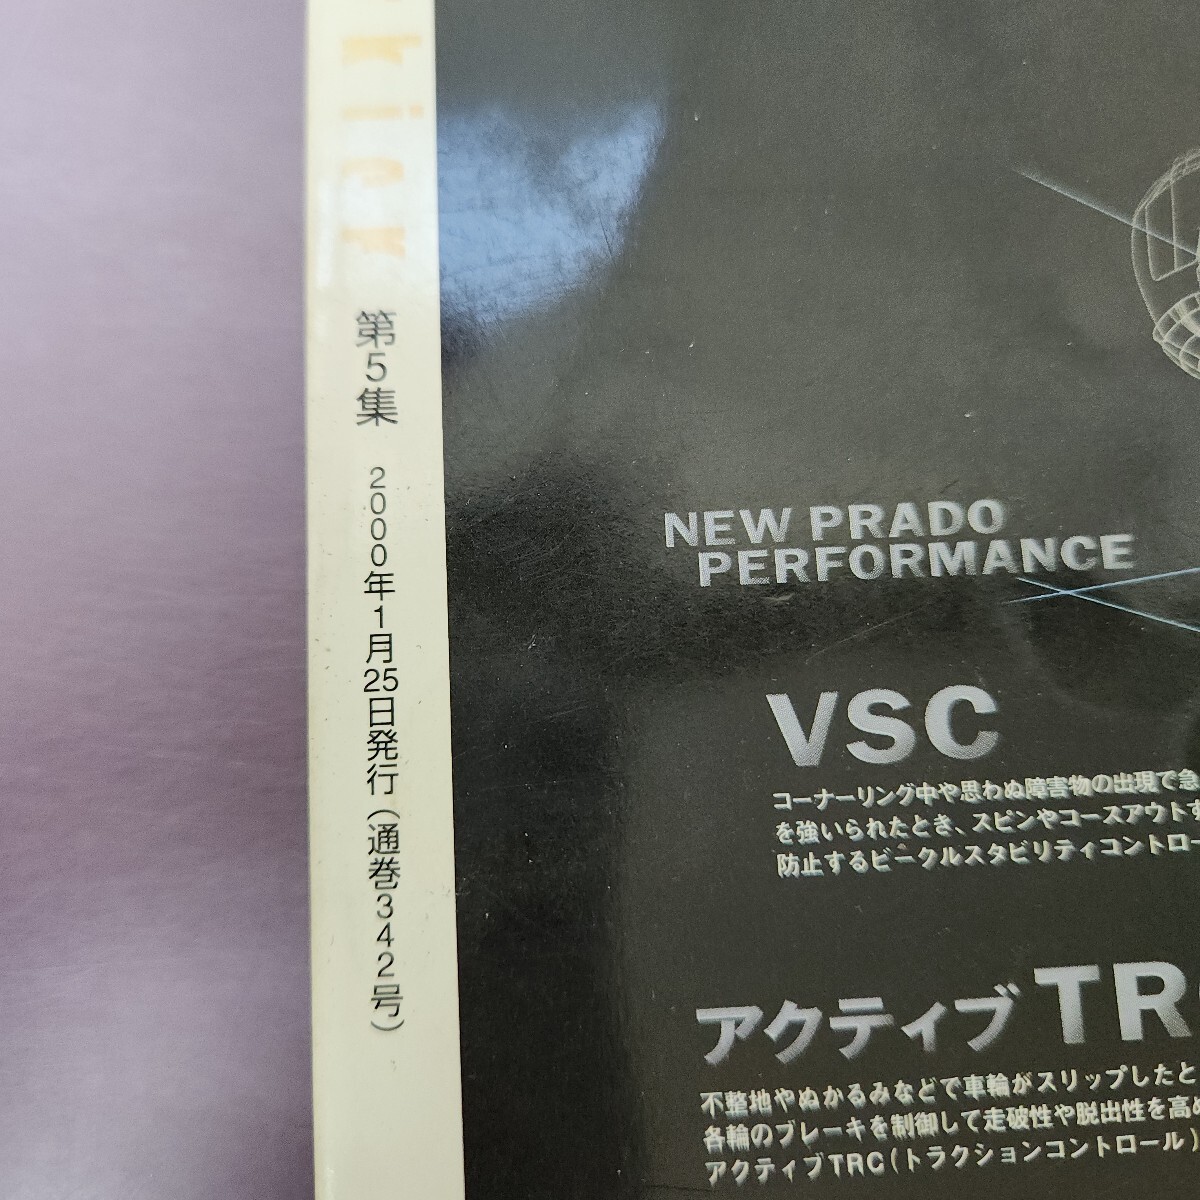 kier
第5集
2000年1月25日発行(通巻342号)
NEW PRADO
PERFORMANCE
VSC
コーナーリング中や思わぬ障害物の出現で急
を強いられたとき、スピンやコースアウトす
防止するビークルスタビリティコントロー
アクティブTR
不整地やぬかるみなどで車輪がスリップしたと
各輪のブレーキを制御して走破性や脱出性を高め
アクティブTRC(トラクションコントロール)